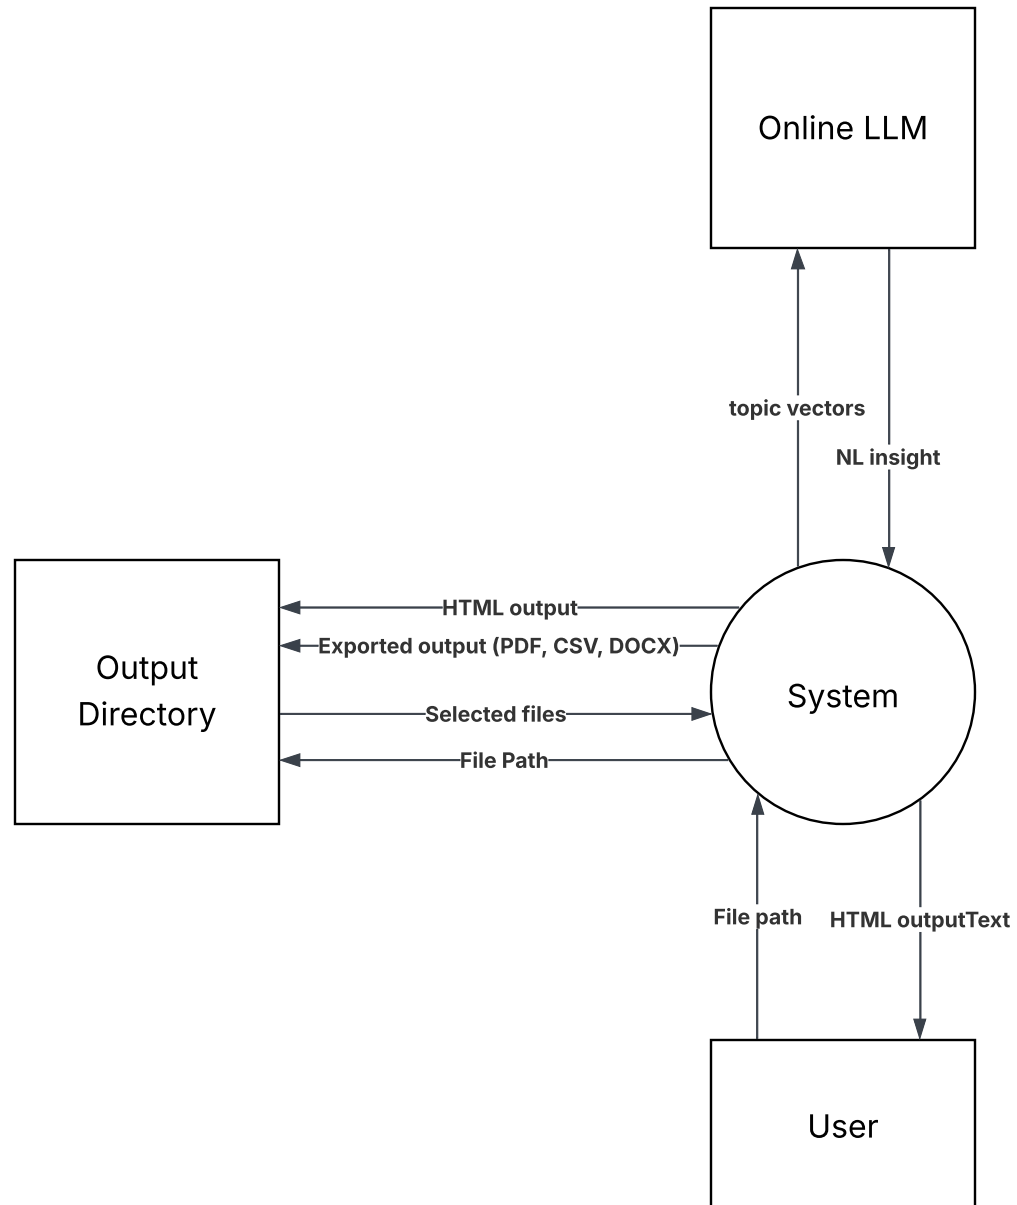 Online LLM
topic vectors
NL insight
HTML output
Exported output (PDF, CSV, DOCX)
Output
Directory
System
Selected files
File Path
File path
HTML outputText
User